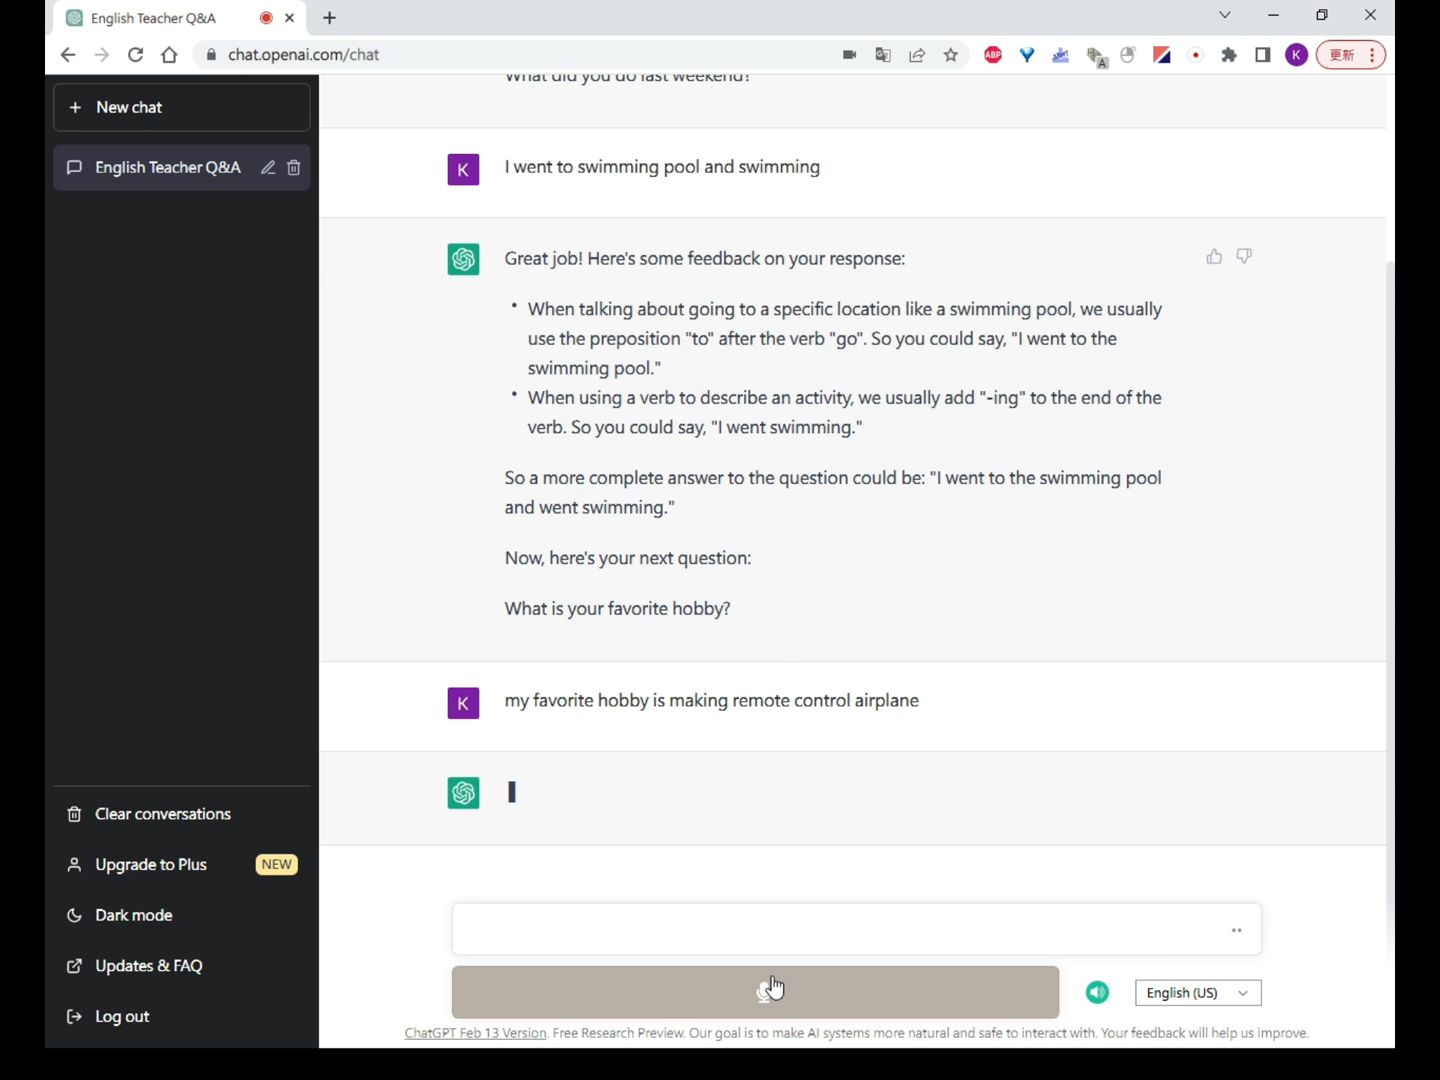 English Teacher Q&A
chat.openai.com/chat
ABP
A
K
更新
New chat
What did you do last weekend?
English Teacher Q&A
K
I went to swimming pool and swimming
Great job! Here's some feedback on your response:
• When talking about going to a specific location like a swimming pool, we usually
use the preposition "to" after the verb "go". So you could say, "I went to the
swimming pool."
• When using a verb to describe an activity, we usually add "-ing" to the end of the
verb. So you could say, "I went swimming."
So a more complete answer to the question could be: "I went to the swimming pool
and went swimming."
Now, here's your next question:
What is your favorite hobby?
K
my favorite hobby is making remote control airplane
Clear conversations
Upgrade to Plus NEW
Dark mode
Updates & FAQ
Log out
English (US)
ChatGPT Feb 13 Version. Free Research Preview. Our goal is to make AI systems more natural and safe to interact with. Your feedback will help us improve.